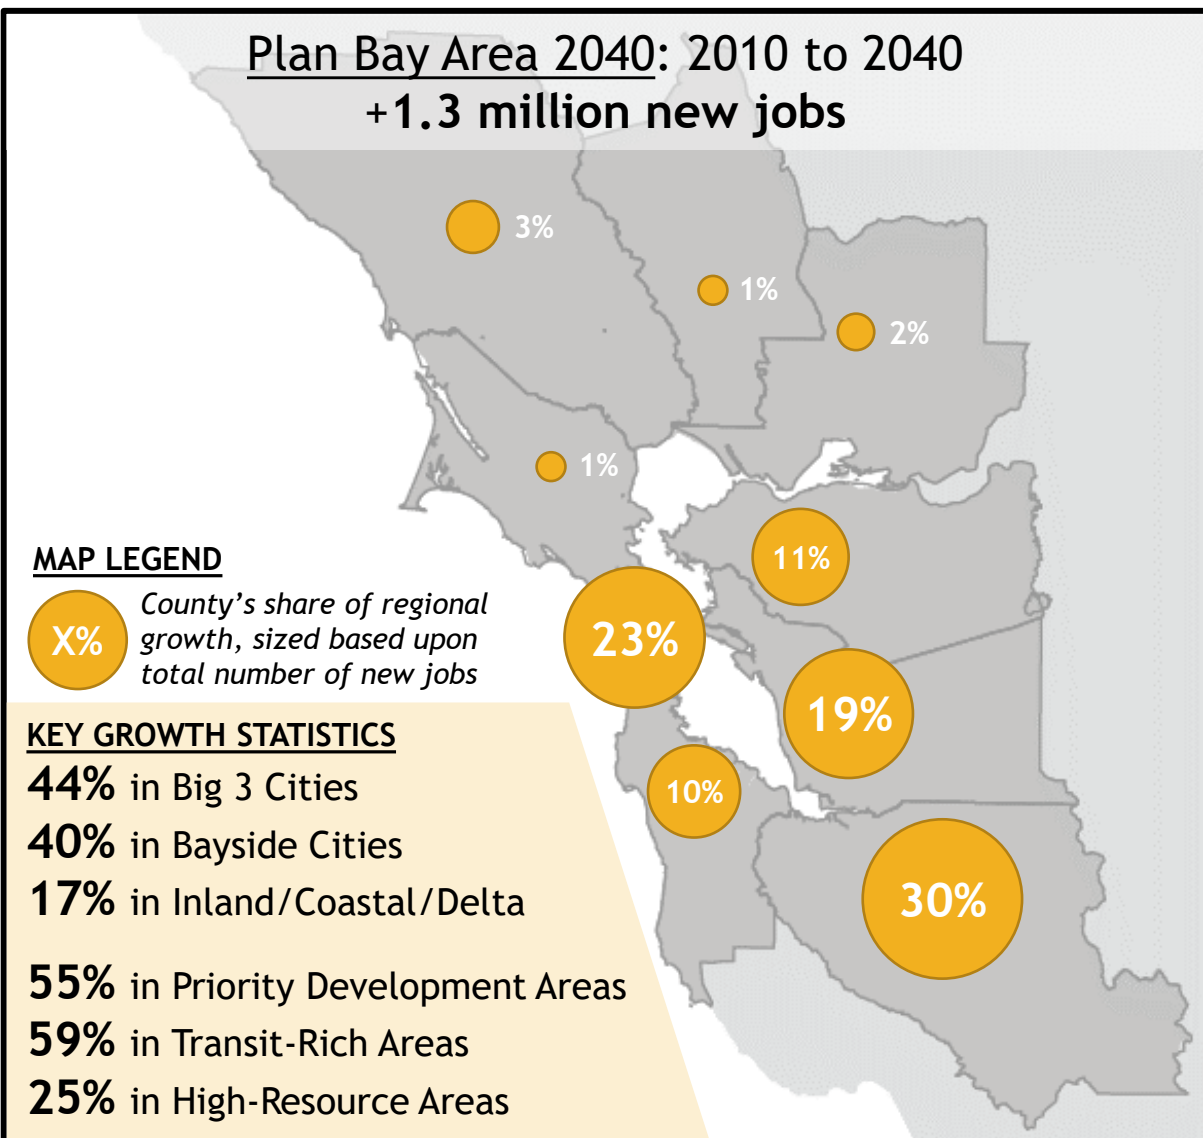 Plan Bay Area 2040: 2010 to 2040
+1.3 million new jobs
3%
1%
2%
1%
11%
23%
19%
10%
30%
MAP LEGEND
X%
County's share of regional
growth, sized based upon
total number of new jobs
KEY GROWTH STATISTICS
44% in Big 3 Cities
40% in Bayside Cities
17% in Inland/Coastal/Delta
55% in Priority Development Areas
59% in Transit-Rich Areas
25% in High-Resource Areas